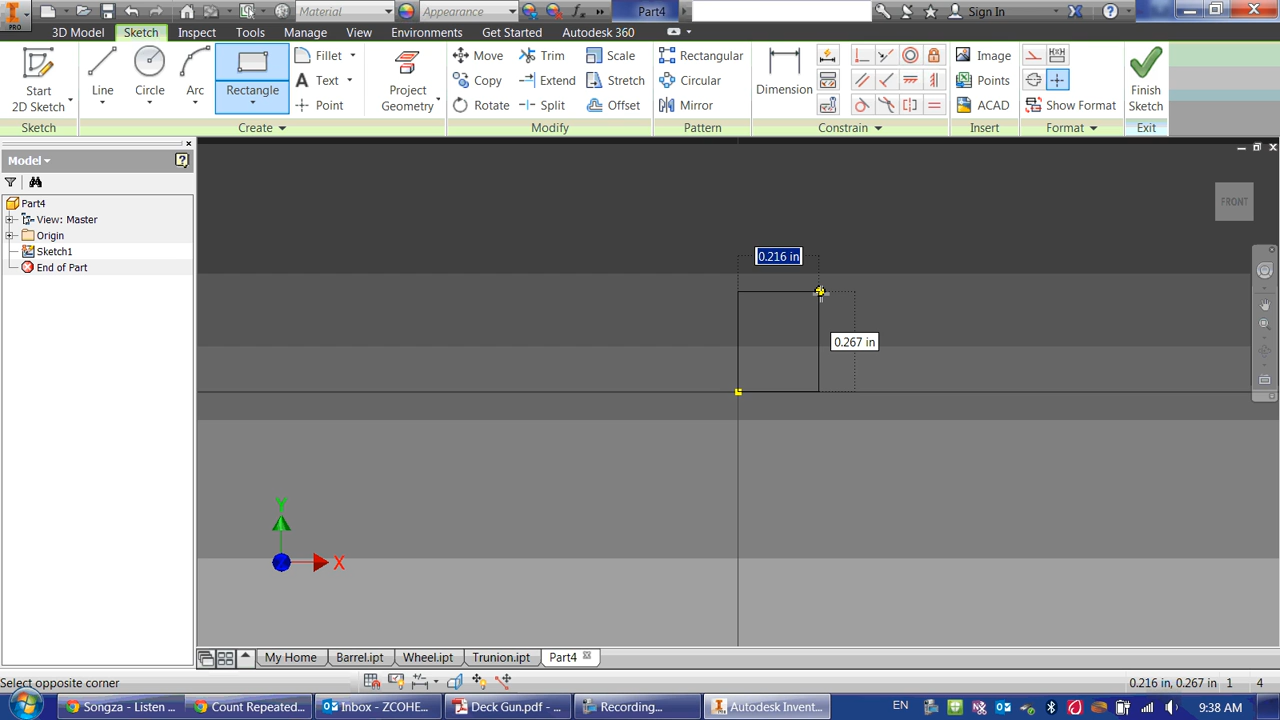 PRO
Material
Appearance
Part4
Sign In
3D Model
Sketch
Inspect
Tools
Manage
View
Environments
Get Started
Autodesk 360
Start
2D Sketch
Line
Circle
Arc
Rectangle
Fillet
Text
Point
Project
Geometry
Move
Copy
Rotate
Trim
Extend
Split
Scale
Stretch
Offset
Rectangular
Circular
Mirror
Dimension
Image
Points
ACAD
Show Format
Finish
Sketch
Sketch
Create
Modify
Pattern
Constrain
Insert
Format
Exit
Model
Part4
View: Master
Origin
Sketch1
End of Part
FRONT
0.216 in
0.267 in
Y
X
My Home
Barrel.ipt
Wheel.ipt
Trunion.ipt
Part4
Select opposite corner
0.216 in, 0.267 in 1 4
Songza - Listen ...
Count Repeated...
Inbox - ZCOHE...
Deck Gun.pdf - ...
Recording...
Autodesk Invent...
EN
9:38 AM